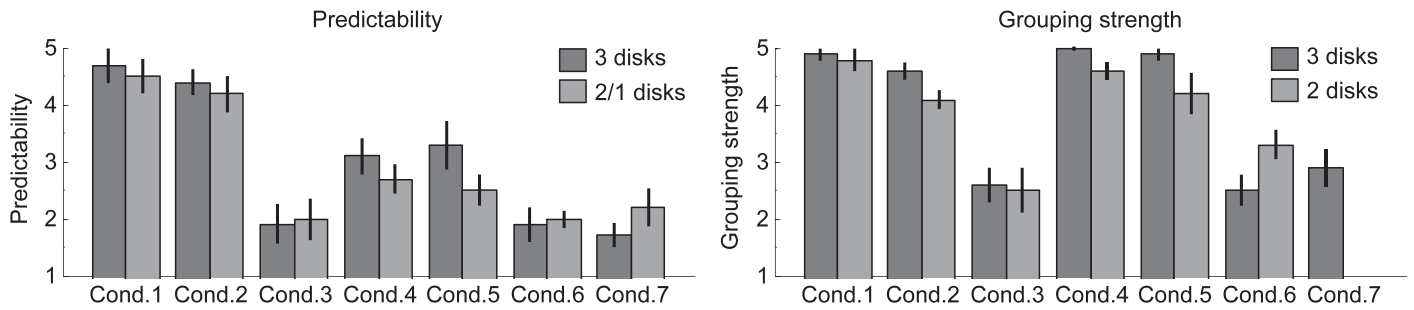 Predictability
Predictability
5
4
3
2
1
3 disks
2/1 disks
Cond.1 Cond.2 Cond.3 Cond.4 Cond.5 Cond.6 Cond.7
Grouping strength
Grouping strength
5
4
3
2
1
3 disks
2 disks
Cond.1 Cond.2 Cond.3 Cond.4 Cond.5 Cond.6 Cond.7